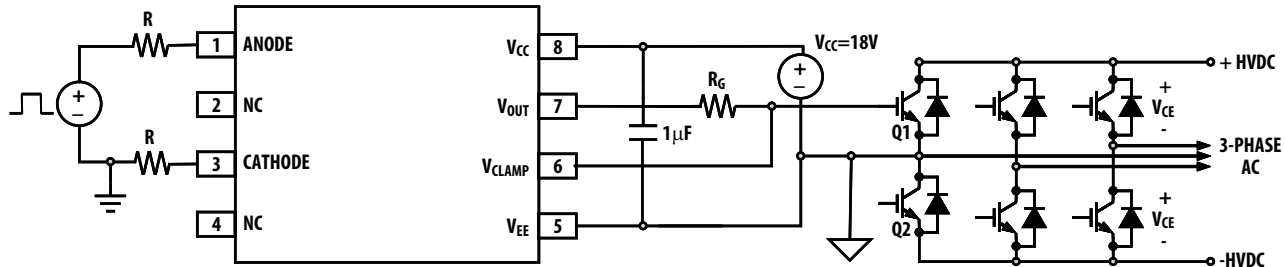 R
1 ANODE
2 NC
R
3 CATHODE
4 NC
VCC 8
VOUT 7
VCLAMP 6
VEE 5
+
−
1μF
RG
VCC=18V
+
−
Q1
Q2
+ HVDC
+
VCE
-
3-PHASE
AC
+
VCE
-
-HVDC